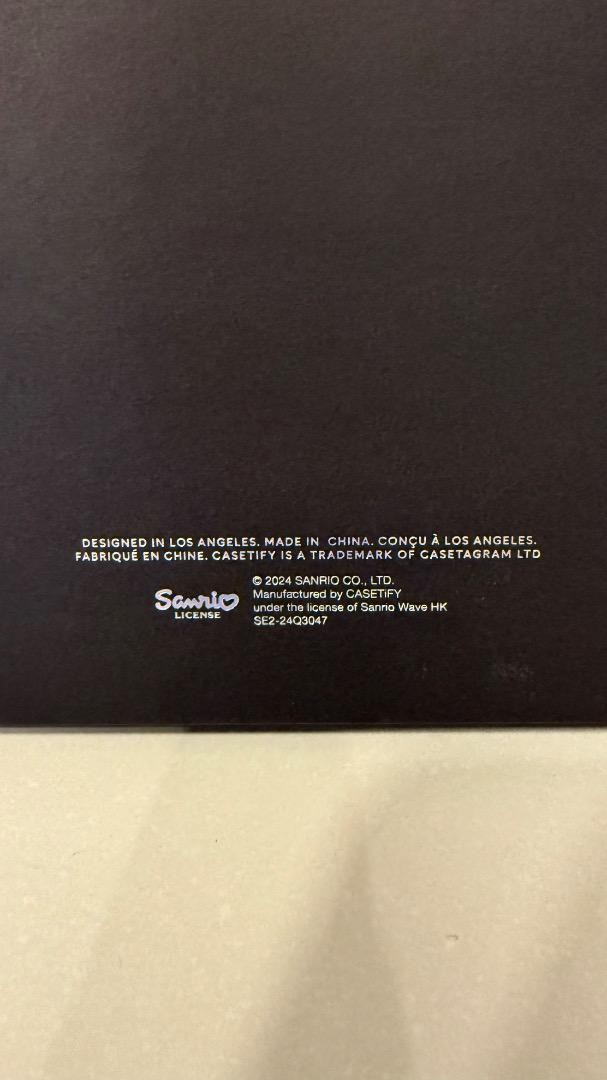 DESIGNED IN LOS ANGELES. MADE IN CHINA. CONÇU À LOS ANGELES.
FABRIQUÉ EN CHINE. CASETIFY IS A TRADEMARK OF CASETAGRAM LTD
Sanrio
LICENSE
© 2024 SANRIO CO., LTD.
Manufactured by CASETiFY
under the license of Sanrio Wave HK
SE2-24Q3047